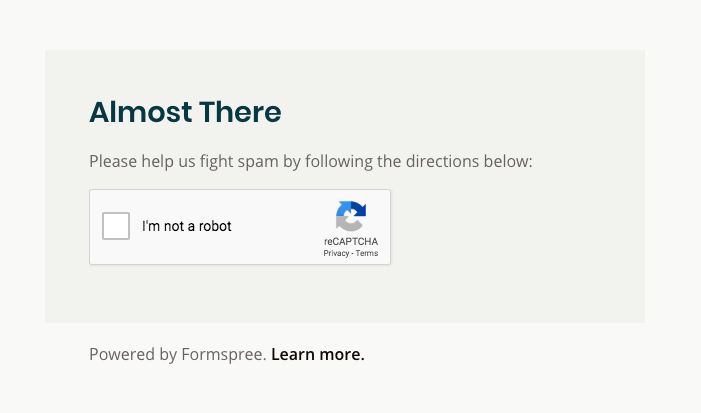 Almost There
Please help us fight spam by following the directions below:
I'm not a robot
reCAPTCHA
Privacy - Terms
Powered by Formspree. Learn more.